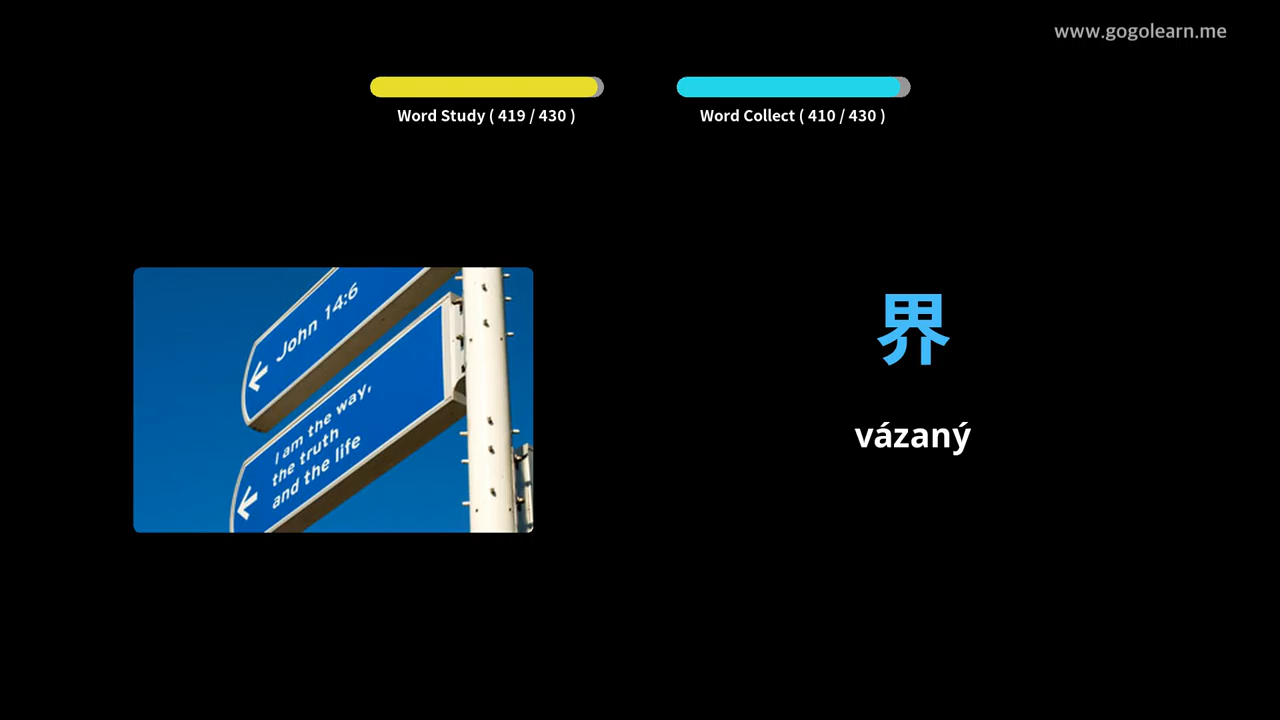 www.gogolearn.me
Word Study ( 419 / 430 )
Word Collect ( 410 / 430 )
John 14:6
I am the way,
the truth
and the life
界
vázaný